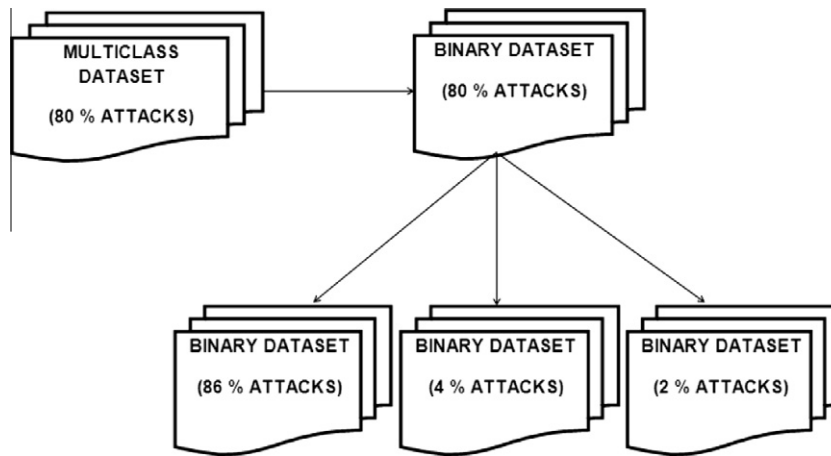 MULTICLASS
DATASET
(80 % ATTACKS)
BINARY DATASET
(80 % ATTACKS)
BINARY DATASET
(86 % ATTACKS)
BINARY DATASET
(4 % ATTACKS)
BINARY DATASET
(2 % ATTACKS)